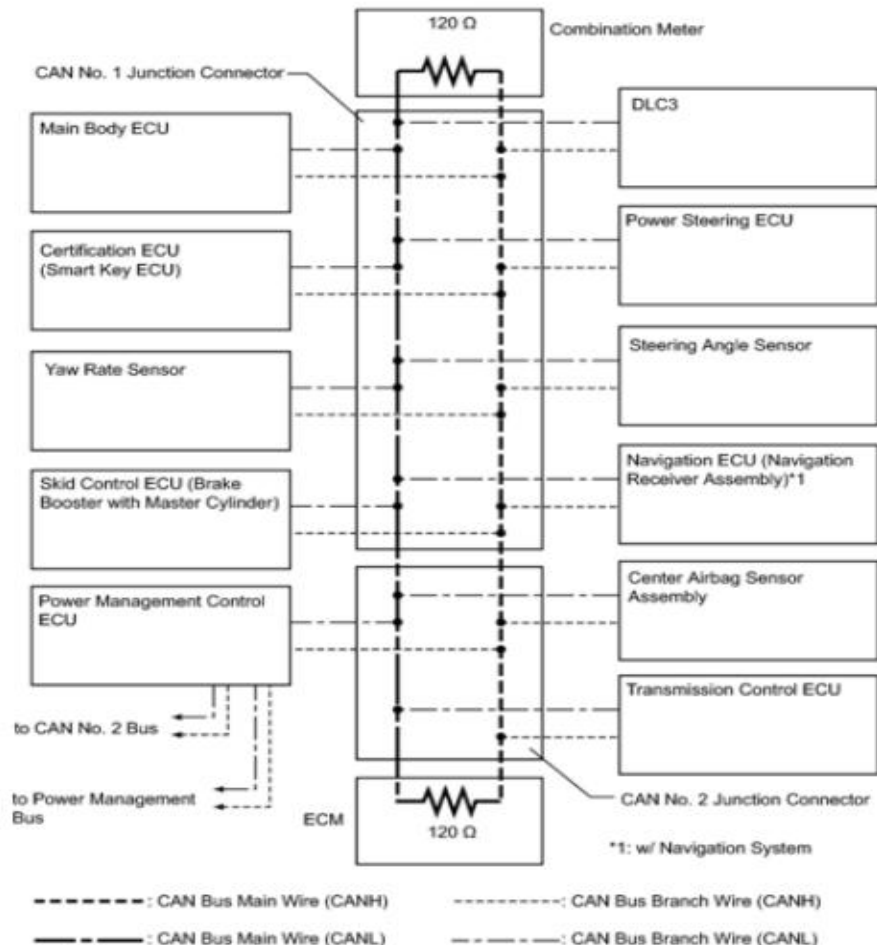 120 Ω
Combination Meter
CAN No. 1 Junction Connector
Main Body ECU
DLC3
Certification ECU
(Smart Key ECU)
Power Steering ECU
Yaw Rate Sensor
Steering Angle Sensor
Skid Control ECU (Brake
Booster with Master Cylinder)
Navigation ECU (Navigation
Receiver Assembly)*1
Power Management Control
ECU
Center Airbag Sensor
Assembly
Transmission Control ECU
to CAN No. 2 Bus
to Power Management
Bus
ECM
120 Ω
CAN No. 2 Junction Connector
*1: w/ Navigation System
: CAN Bus Main Wire (CANH)
: CAN Bus Branch Wire (CANH)
: CAN Bus Main Wire (CANL)
: CAN Bus Branch Wire (CANL)